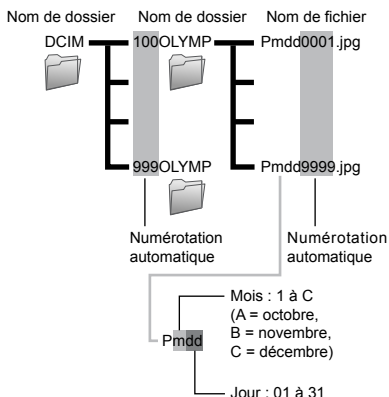 Nom de dossier Nom de dossier Nom de fichier
DCIM 100OLYMP Pmdd0001.jpg
999OLYMP Pmdd9999.jpg
Numérotation
automatique
Numérotation
automatique
Pmdd
Mois : 1 à C
(A = octobre,
B = novembre,
C = décembre)
Jour : 01 à 31